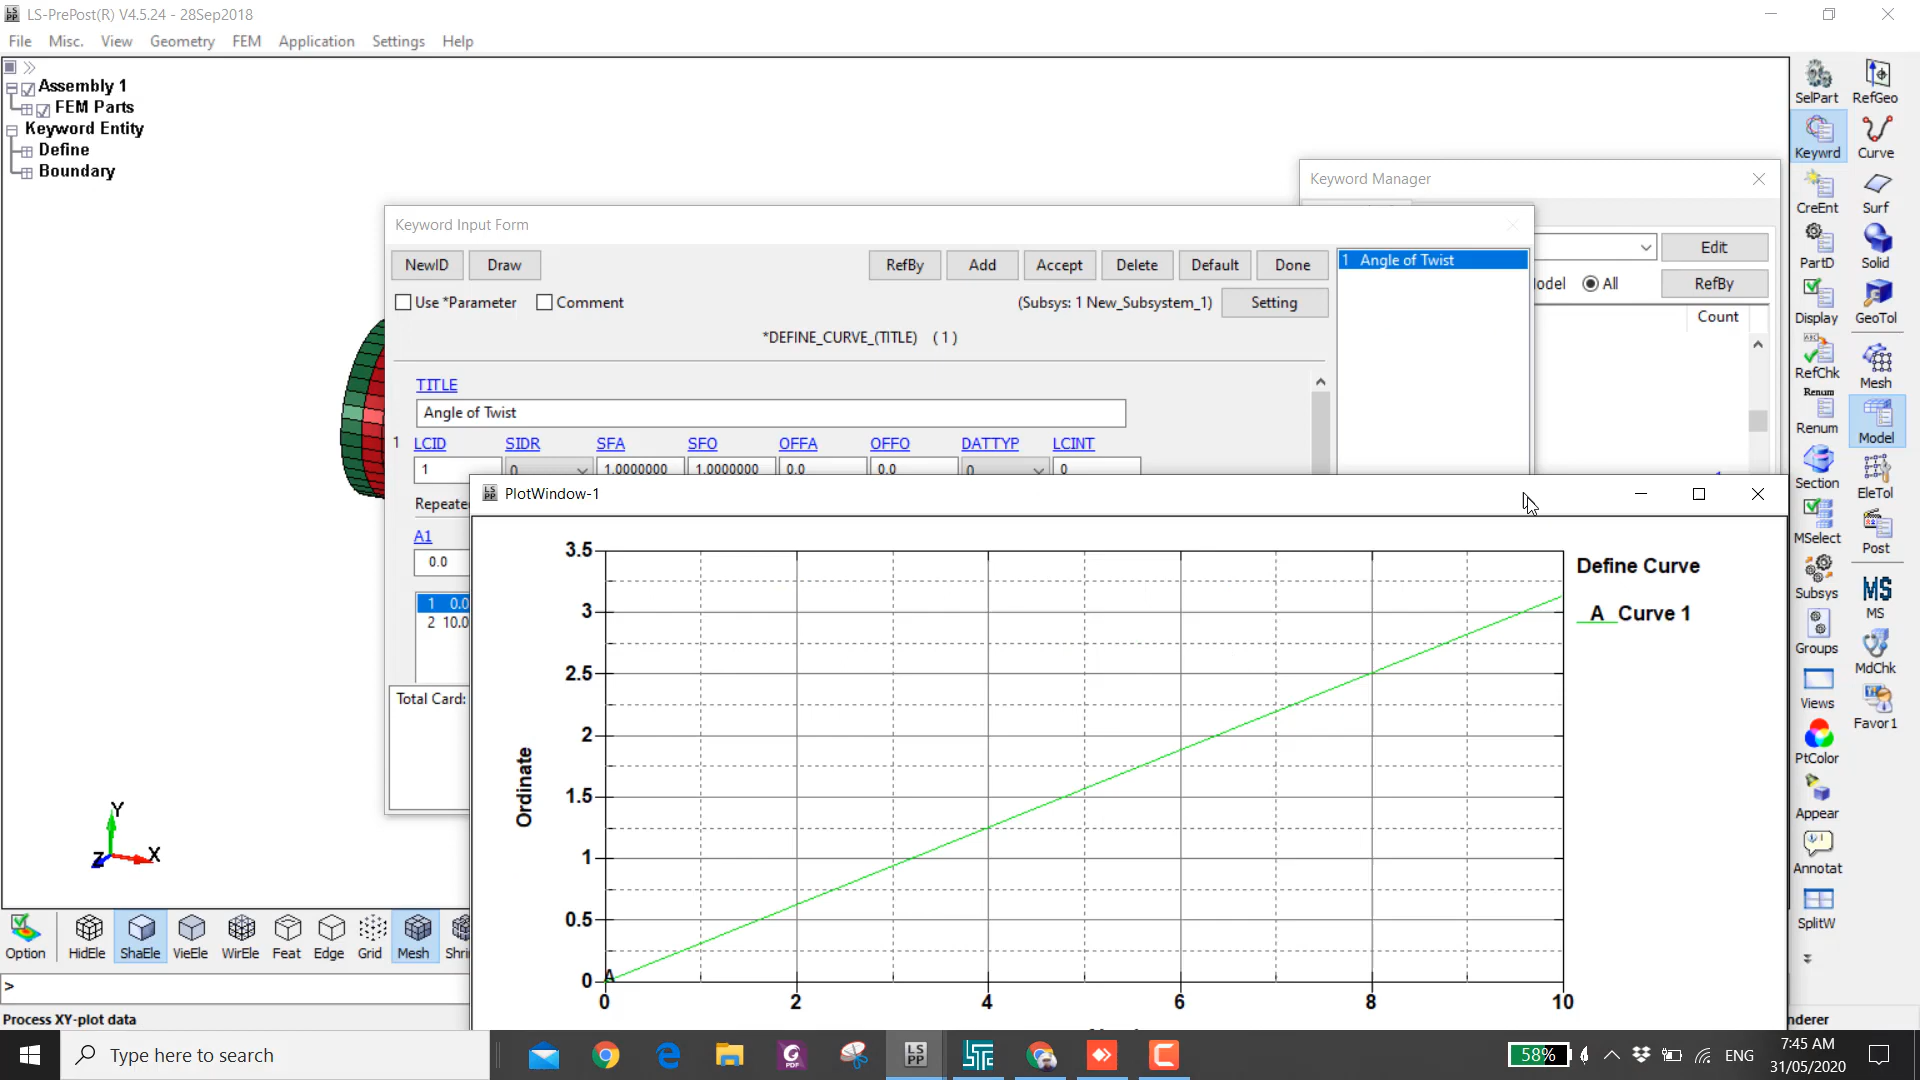 LS-PrePost(R) V4.5.24 - 28Sep2018
File Misc. View Geometry FEM Application Settings Help
Assembly 1
FEM Parts
Keyword Entity
Define
Boundary
Keyword Manager
Edit
All
RefBy
Count
Keyword Input Form
NewID Draw RefBy Add Accept Delete Default Done
Use *Parameter Comment (Subsys: 1 New_Subsystem_1) Setting
*DEFINE_CURVE_(TITLE) (1)
1 Angle of Twist
TITLE
Angle of Twist
1 LCID SIDR SFA SFO OFFA OFFO DATTYP LCINT
1 0 1.0000000 1.0000000 0.0 0.0 0 0
A1
0.0
1 0.0
2 10.0
Total Card:
PlotWindow-1
3.5
3
2.5
2
1.5
1
0.5
0
Ordinate
A
0 2 4 6 8 10
Define Curve
A Curve 1
Y
Z X
SelPart RefGeo
Keywrd Curve
CreEnt Surf
PartD Solid
Display GeoTol
RefChk Mesh
Renum
Renum Model
Section EleTol
MSelect Post
Subsys MS
MS
Groups MdChk
Views Favor1
PtColor
Appear
Annotat
SplitW
Option HidEle ShaEle VieEle WirEle Feat Edge Grid Mesh
>
Process XY-plot data
Type here to search
LS
PP
58%
ENG
7:45 AM
31/05/2020